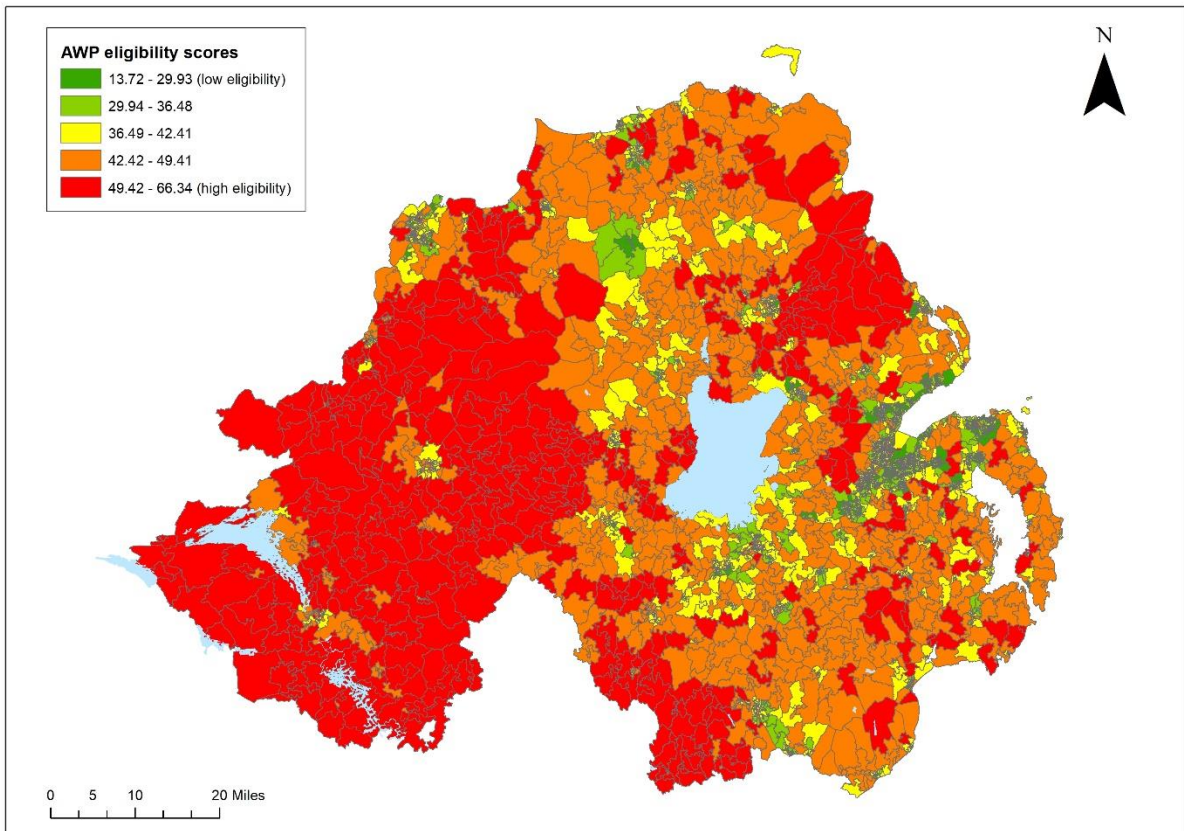 AWP eligibility scores
13.72 - 29.93 (low eligibility)
29.94 - 36.48
36.49 - 42.41
42.42 - 49.41
49.42 - 66.34 (high eligibility)
N
0 5 10 20 Miles